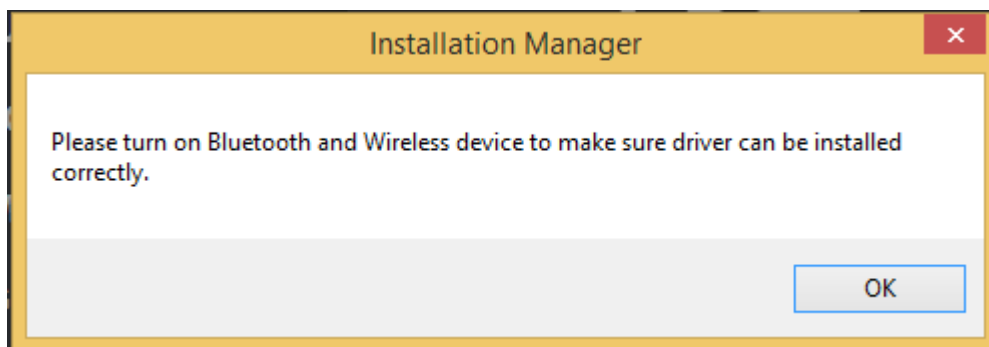 Installation Manager
Please turn on Bluetooth and Wireless device to make sure driver can be installed
correctly.
OK